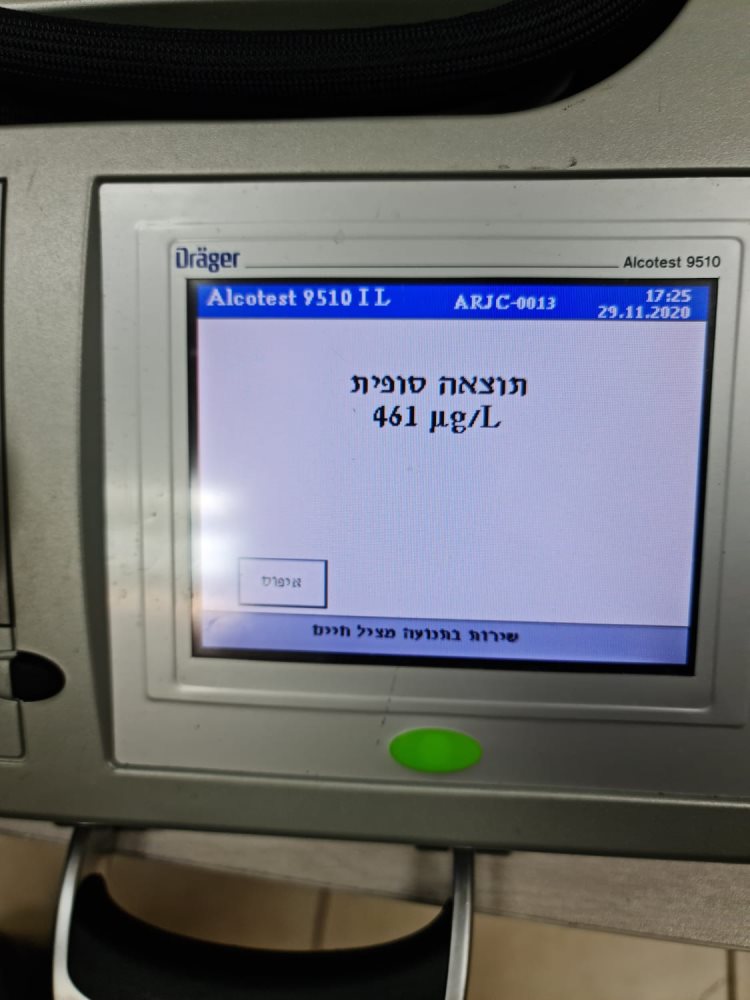 Dräger
Alcotest 9510
Alcotest 9510 I L ARJC-0013 17:25
29.11.2020
תוצאה סופית
461 µg/L
איפוס
שירות בתנועה מציל חיים